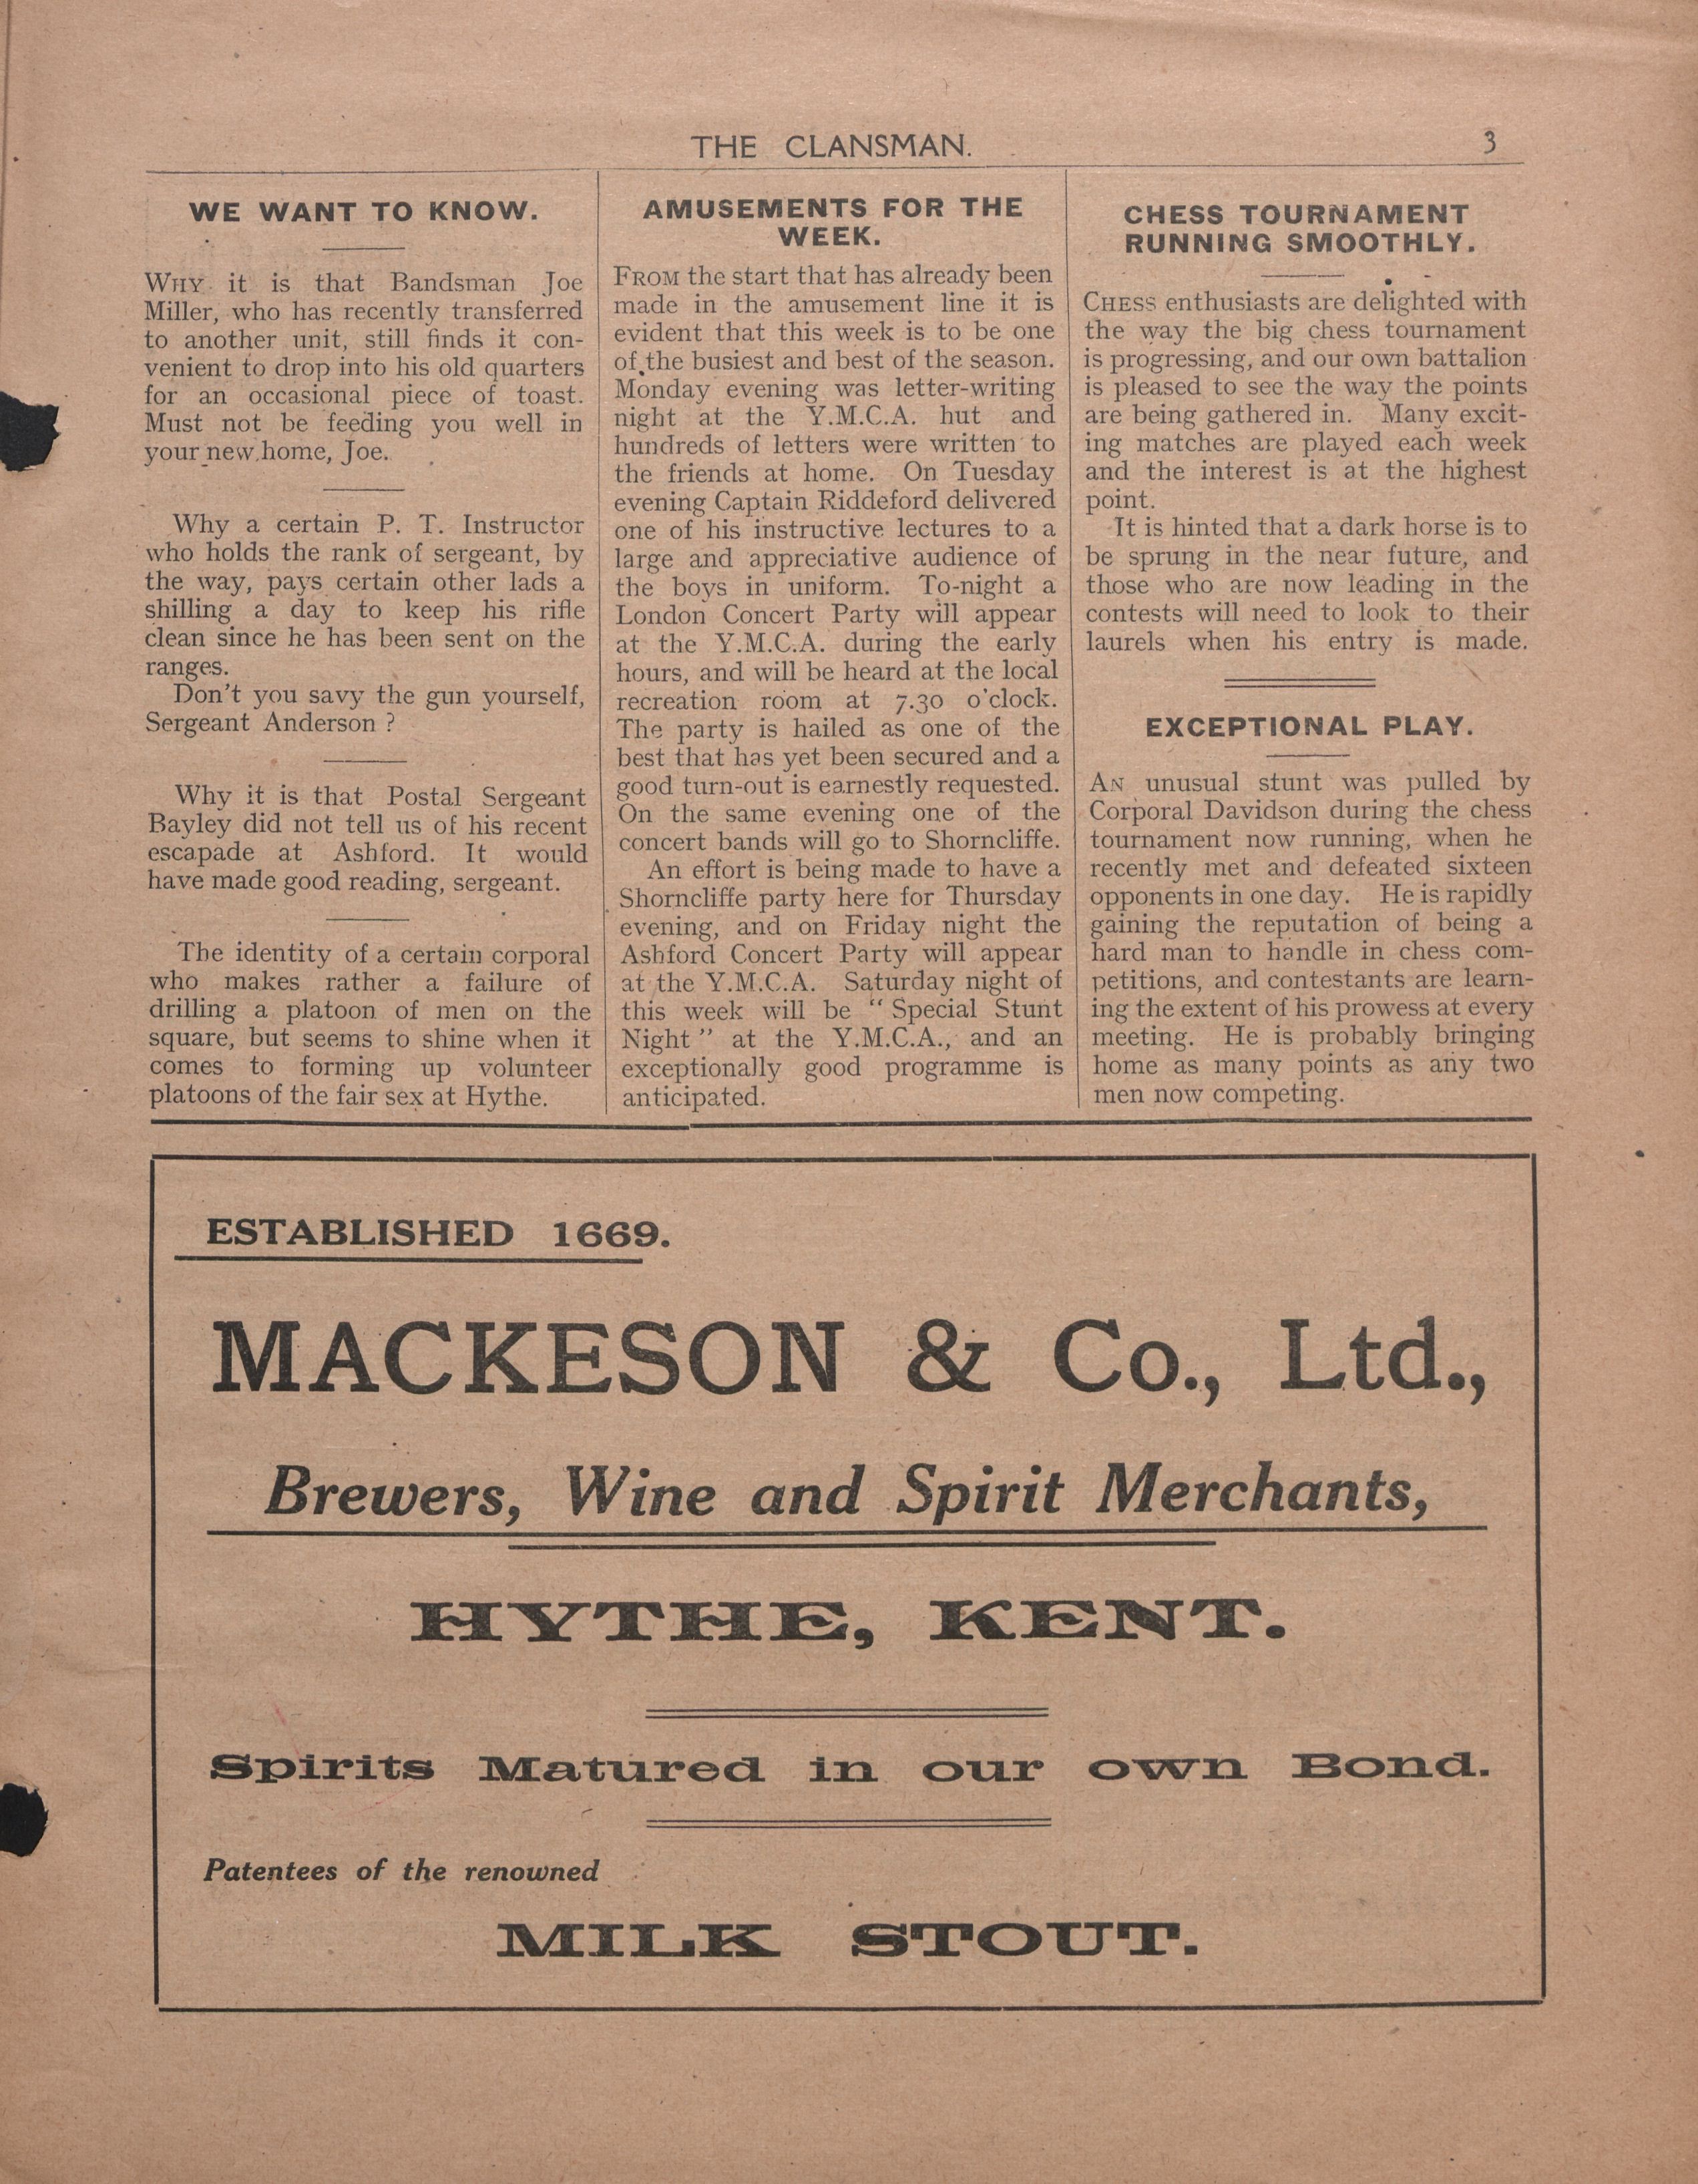 THE CLANSMAN.
3
WE WANT TO KNOW.
WHY it is that Bandsman Joe
Miller, who has recently transferred
to another unit, still finds it con-
venient to drop into his old quarters
for an occasional piece of toast.
Must not be feeding you well in
your new home, Joe.
Why a certain P. T. Instructor
who holds the rank of sergeant, by
the way, pays certain other lads a
shilling a day to keep his rifle
clean since he has been sent on the
ranges.
Don't you savy the gun yourself,
Sergeant Anderson ?
Why it is that Postal Sergeant
Bayley did not tell us of his recent
escapade at Ashford. It would
have made good reading, sergeant.
The identity of a certain corporal
who makes rather a failure of
drilling a platoon of men on the
square, but seems to shine when it
comes to forming up volunteer
platoons of the fair sex at Hythe.
AMUSEMENTS FOR THE
WEEK.
FROM the start that has already been
made in the amusement line it is
evident that this week is to be one
of the busiest and best of the season.
Monday evening was letter-writing
night at the Y.M.C.A. hut and
hundreds of letters were written to
the friends at home. On Tuesday
evening Captain Riddeford delivered
one of his instructive lectures to a
large and appreciative audience of
the boys in uniform. To-night a
London Concert Party will appear
at the Y.M.C.A. during the early
hours, and will be heard at the local
recreation room at 7.30 o'clock.
The party is hailed as one of the
best that has yet been secured and a
good turn-out is earnestly requested.
On the same evening one of the
concert bands will go to Shorncliffe.
An effort is being made to have a
Shorncliffe party here for Thursday
evening, and on Friday night the
Ashford Concert Party will appear
at the Y.M.C.A. Saturday night of
this week will be " Special Stunt
Night " at the Y.M.C.A., and an
exceptionally good programme is
anticipated.
CHESS TOURNAMENT
RUNNING SMOOTHLY.
CHESS enthusiasts are delighted with
the way the big chess tournament
is progressing, and our own battalion
is pleased to see the way the points
are being gathered in. Many excit-
ing matches are played each week
and the interest is at the highest
point.
It is hinted that a dark horse is to
be sprung in the near future, and
those who are now leading in the
contests will need to look to their
laurels when his entry is made.
EXCEPTIONAL PLAY.
AN unusual stunt was pulled by
Corporal Davidson during the chess
tournament now running, when he
recently met and defeated sixteen
opponents in one day. He is rapidly
gaining the reputation of being a
hard man to handle in chess com-
petitions, and contestants are learn-
ing the extent of his prowess at every
meeting. He is probably bringing
home as many points as any two
men now competing.
ESTABLISHED 1669.
MACKESON & Co., Ltd.,
Brewers, Wine and Spirit Merchants,
HYTHE, KENT.
Spirits Matured in our own Bond.
Patentees of the renowned
MILK STOUT.